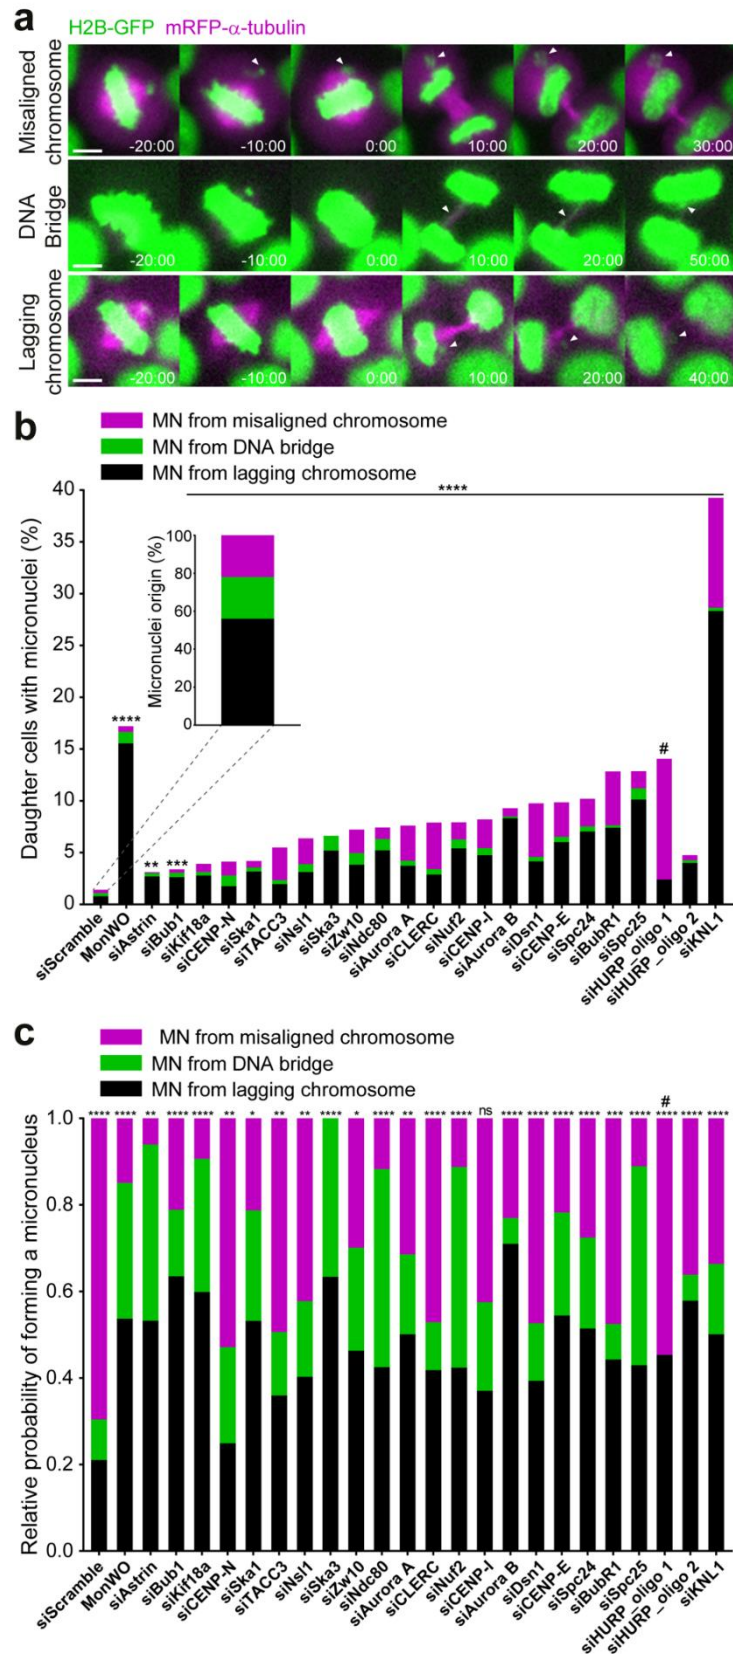 a
H2B-GFP mRFP-α-tubulin
Misaligned chromosome
-20:00 -10:00 0:00 10:00 20:00 30:00
DNA Bridge
-20:00 0:00 10:00 20:00 50:00
Lagging chromosome
-20:00 -10:00 0:00 10:00 20:00 40:00
b
MN from misaligned chromosome
MN from DNA bridge
MN from lagging chromosome
Daughter cells with micronuclei (%)
40
35
30
25
20
15
10
5
0
****
Micronuclei origin (%)
100
80
60
40
20
0
**** ** *** #
siScramble MonWO siAstrin siBub1 siKif18a siCENP-N siSka1 siTACC3 siNsl1 siSka3 siZw10 siNdc80 siAurora A siCLERC siNuf2 siCENP-I siAurora B siDsn1 siCENP-E siSpc24 siBubR1 siSpc25 siHURP_oligo 1 siHURP_oligo 2 siKNL1
c
MN from misaligned chromosome
MN from DNA bridge
MN from lagging chromosome
Relative probability of forming a micronucleus
#
**** **** ** **** **** ** * ** ** **** * **** ** **** **** ns **** **** **** **** *** **** **** **** ****
1.0
0.8
0.6
0.4
0.2
0.0
siScramble MonWO siAstrin siBub1 siKif18a siCENP-N siSka1 siTACC3 siNsl1 siSka3 siZw10 siNdc80 siAurora A siCLERC siNuf2 siCENP-I siAurora B siDsn1 siCENP-E siSpc24 siBubR1 siSpc25 siHURP_oligo 1 siHURP_oligo 2 siKNL1